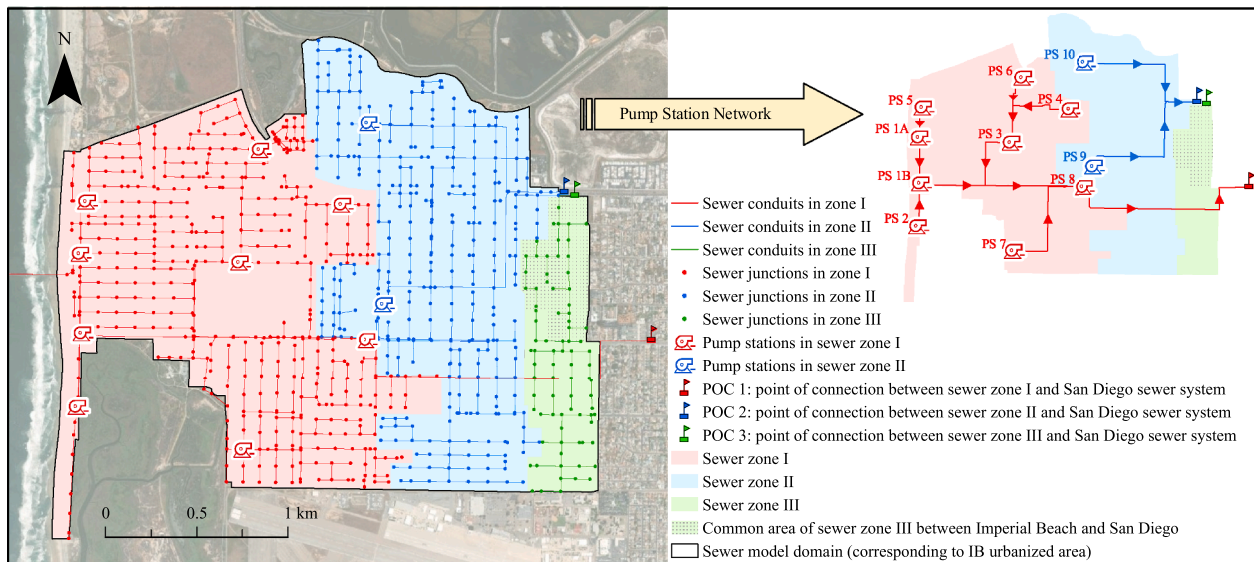 N
Pump Station Network
PS 10
PS 6
PS 5
PS 4
PS 1A
PS 3
PS 9
PS 1B
PS 8
PS 2
PS 7
Sewer conduits in zone I
Sewer conduits in zone II
Sewer conduits in zone III
Sewer junctions in zone I
Sewer junctions in zone II
Sewer junctions in zone III
Pump stations in sewer zone I
Pump stations in sewer zone II
POC 1: point of connection between sewer zone I and San Diego sewer system
POC 2: point of connection between sewer zone II and San Diego sewer system
POC 3: point of connection between sewer zone III and San Diego sewer system
Sewer zone I
Sewer zone II
Sewer zone III
Common area of sewer zone III between Imperial Beach and San Diego
Sewer model domain (corresponding to IB urbanized area)
0 0.5 1 km